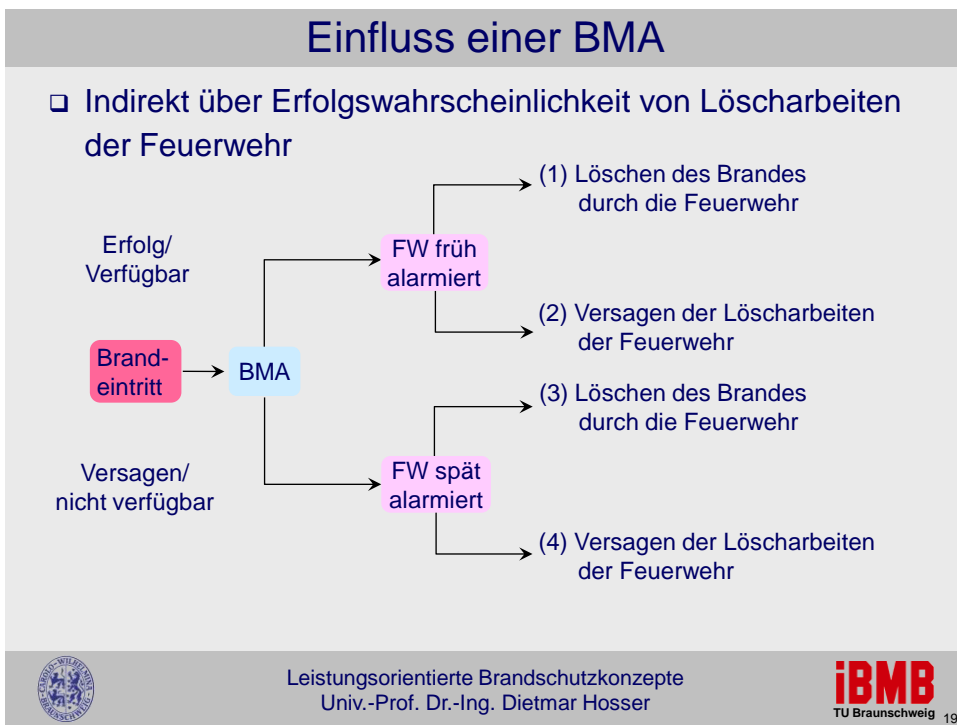 Einfluss einer BMA
❑ Indirekt über Erfolgswahrscheinlichkeit von Löscharbeiten
der Feuerwehr
(1) Löschen des Brandes
durch die Feuerwehr
Erfolg/
Verfügbar
FW früh
alarmiert
(2) Versagen der Löscharbeiten
der Feuerwehr
Brand-
eintritt
BMA
(3) Löschen des Brandes
durch die Feuerwehr
Versagen/
nicht verfügbar
FW spät
alarmiert
(4) Versagen der Löscharbeiten
der Feuerwehr
CAROLO-WILHELMINA
BRAUNSCHWEIG
Leistungsorientierte Brandschutzkonzepte
Univ.-Prof. Dr.-Ing. Dietmar Hosser
iBMB
TU Braunschweig
19